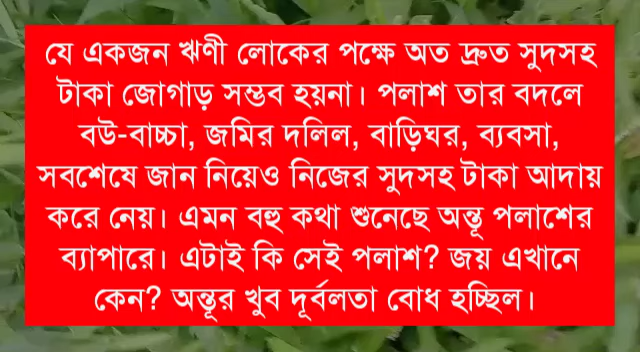 যে একজন ঋণী লোকের পক্ষে অত দ্রুত সুদসহ
টাকা জোগাড় সম্ভব হয়না। পলাশ তার বদলে
বউ-বাচ্চা, জমির দলিল, বাড়িঘর, ব্যবসা,
সবশেষে জান নিয়েও নিজের সুদসহ টাকা আদায়
করে নেয়। এমন বহু কথা শুনেছে অন্তূ পলাশের
ব্যাপারে। এটাই কি সেই পলাশ? জয় এখানে
কেন? অন্তূর খুব দূর্বলতা বোধ হচ্ছিল।